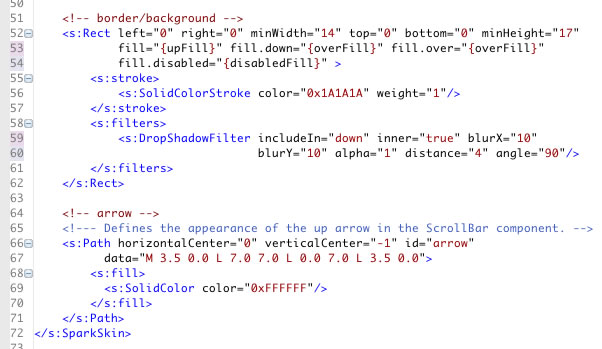 50
51 <!-- border/background -->
52 <s:Rect left="0" right="0" minWidth="14" top="0" bottom="0" minHeight="17"
53 fill="{upFill}" fill.down="{overFill}" fill.over="{overFill}"
54 fill.disabled="{disabledFill}" >
55 <s:stroke>
56 <s:SolidColorStroke color="0x1A1A1A" weight="1"/>
57 </s:stroke>
58 <s:filters>
59 <s:DropShadowFilter includeIn="down" inner="true" blurX="10"
60 blurY="10" alpha="1" distance="4" angle="90"/>
61 </s:filters>
62 </s:Rect>
63
64 <!-- arrow -->
65 <!--- Defines the appearance of the up arrow in the ScrollBar component. -->
66 <s:Path horizontalCenter="0" verticalCenter="-1" id="arrow"
67 data="M 3.5 0.0 L 7.0 7.0 L 0.0 7.0 L 3.5 0.0">
68 <s:fill>
69 <s:SolidColor color="0xFFFFFF"/>
70 </s:fill>
71 </s:Path>
72 </s:SparkSkin>
73